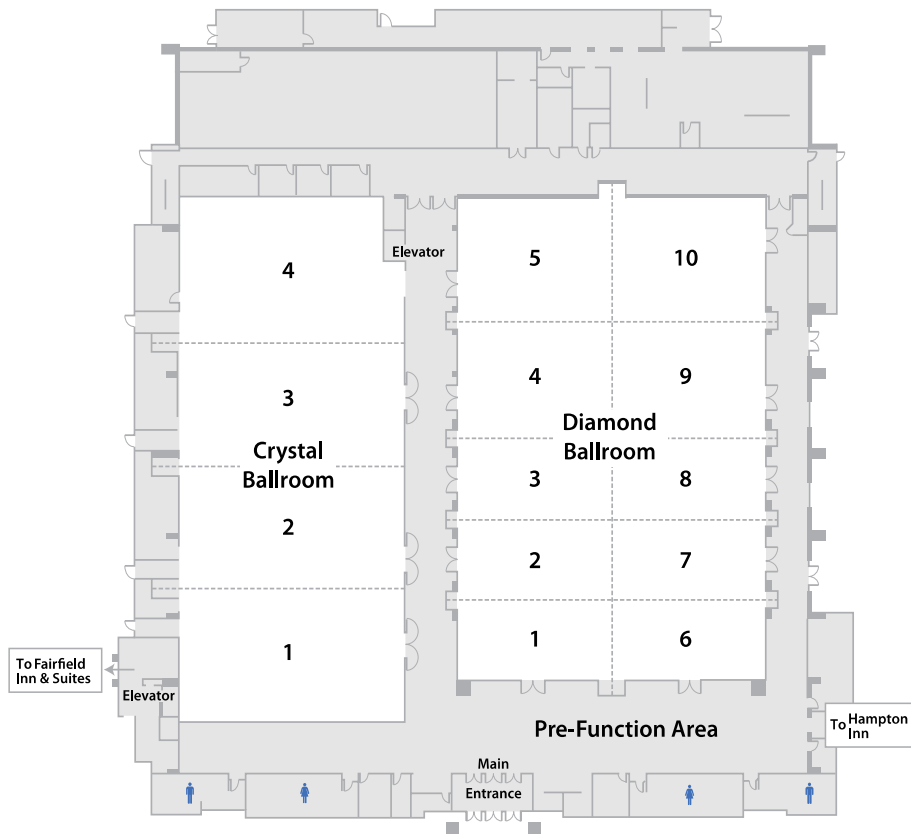 Elevator
5
10
4
4
9
3
Diamond
Ballroom
Crystal
Ballroom
3
8
2
2
7
1
6
1
To Fairfield
Inn & Suites
Elevator
Pre-Function Area
To Hampton
Inn
Main
Entrance